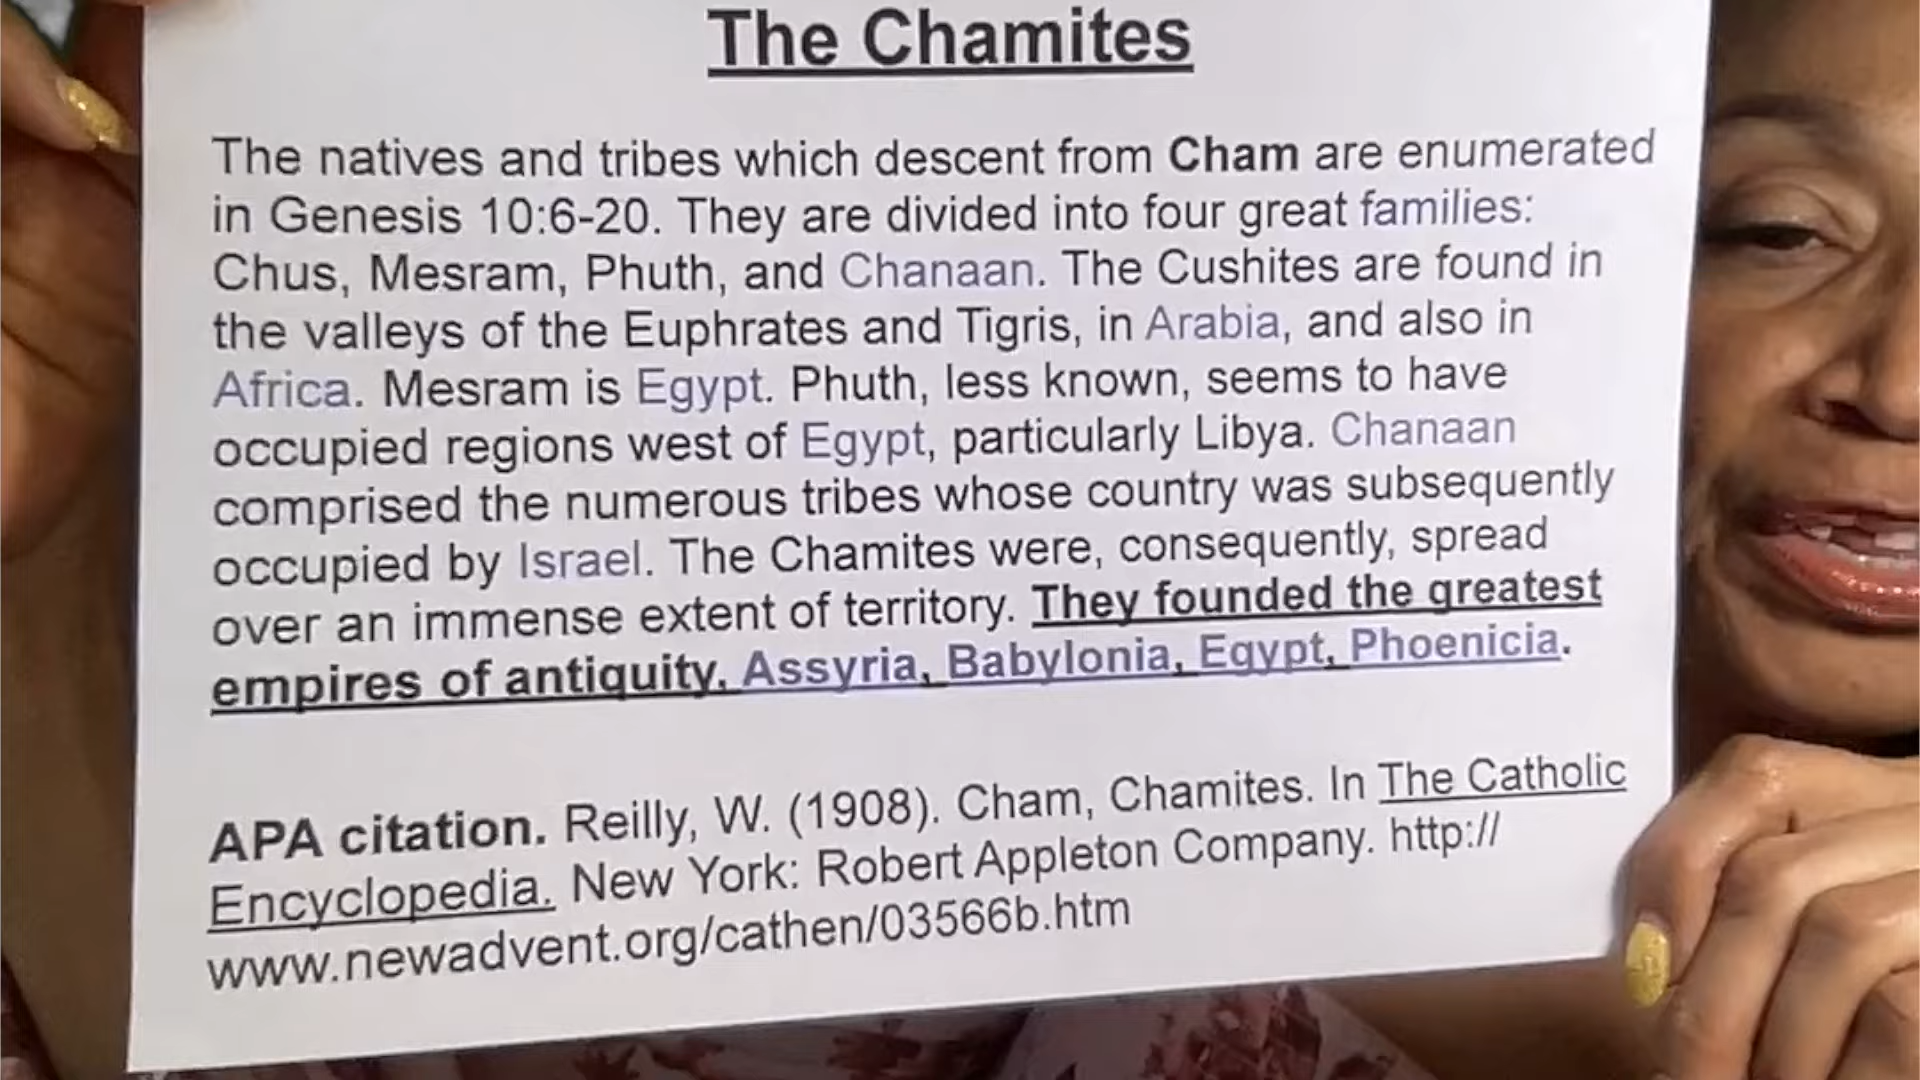 The Chamites
The natives and tribes which descent from Cham are enumerated
in Genesis 10:6-20. They are divided into four great families:
Chus, Mesram, Phuth, and Chanaan. The Cushites are found in
the valleys of the Euphrates and Tigris, in Arabia, and also in
Africa. Mesram is Egypt. Phuth, less known, seems to have
occupied regions west of Egypt, particularly Libya. Chanaan
comprised the numerous tribes whose country was subsequently
occupied by Israel. The Chamites were, consequently, spread
over an immense extent of territory. They founded the greatest
empires of antiquity, Assyria, Babylonia, Egypt, Phoenicia.
APA citation. Reilly, W. (1908). Cham, Chamites. In The Catholic
Encyclopedia. New York: Robert Appleton Company. http://
www.newadvent.org/cathen/03566b.htm